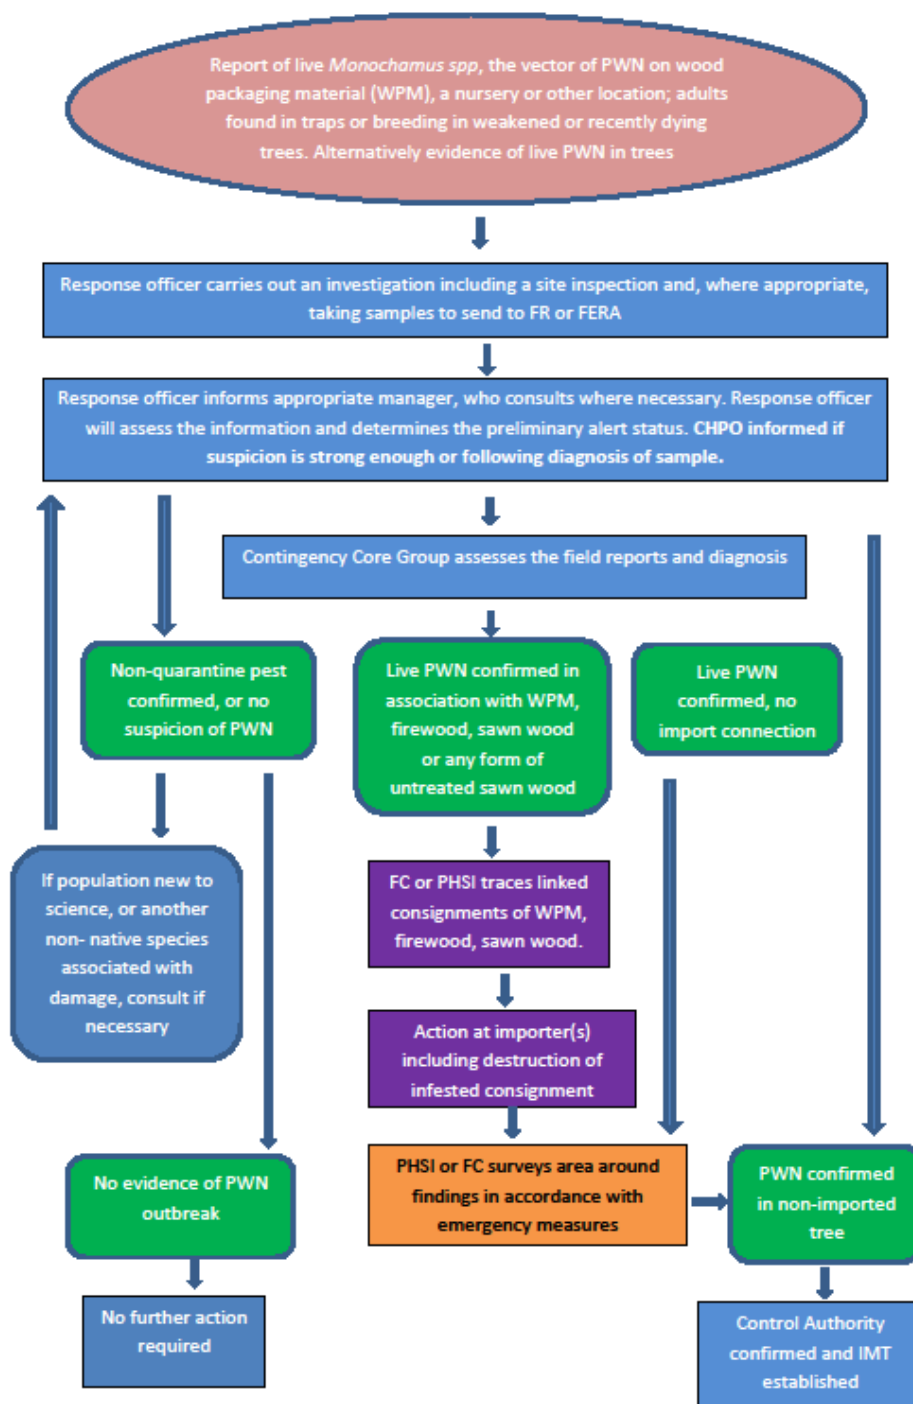 Report of live Monochamus spp, the vector of PWN on wood
packaging material (WPM), a nursery or other location; adults
found in traps or breeding in weakened or recently dying
trees. Alternatively evidence of live PWN in trees
Response officer carries out an investigation including a site inspection and, where appropriate,
taking samples to send to FR or FERA
Response officer informs appropriate manager, who consults where necessary. Response officer
will assess the information and determines the preliminary alert status. CHPO informed if
suspicion is strong enough or following diagnosis of sample.
Contingency Core Group assesses the field reports and diagnosis
Non-quarantine pest
confirmed, or no
suspicion of PWN
Live PWN confirmed in
association with WPM,
firewood, sawn wood
or any form of
untreated sawn wood
Live PWN
confirmed, no
import connection
If population new to
science, or another
non- native species
associated with
damage, consult if
necessary
FC or PHSI traces linked
consignments of WPM,
firewood, sawn wood.
Action at importer(s)
including destruction of
infested consignment
No evidence of PWN
outbreak
PHSI or FC surveys area around
findings in accordance with
emergency measures
PWN confirmed
in non-imported
tree
No further action
required
Control Authority
confirmed and IMT
established